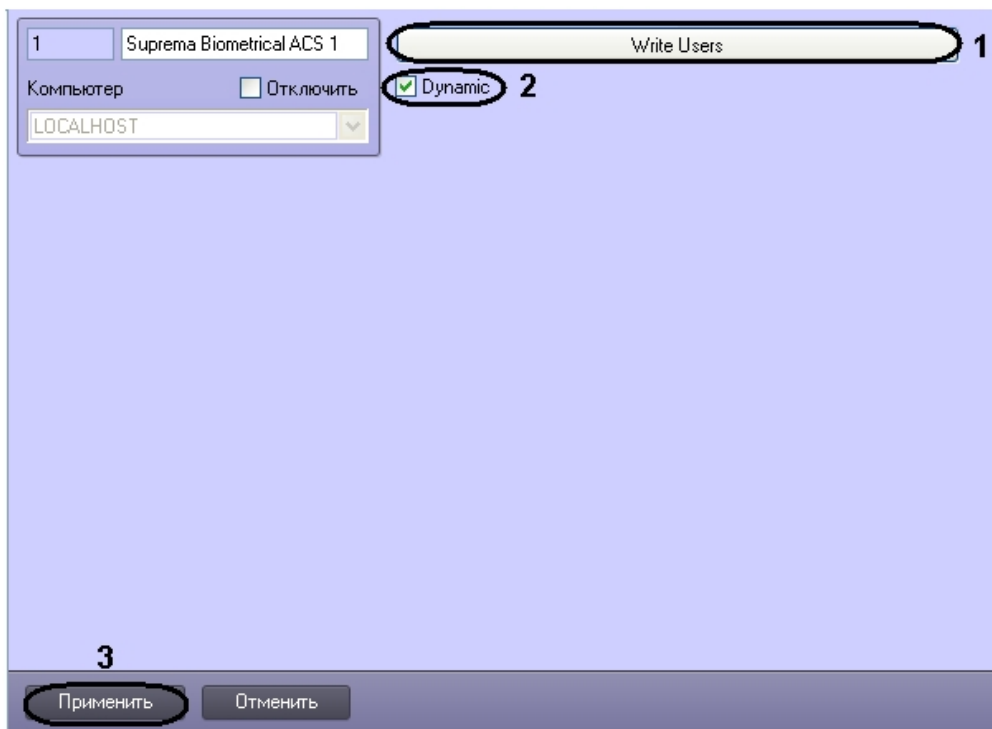 1 Suprema Biometrical ACS 1 Write Users 1
Компьютер Отключить Dynamic 2
LOCALHOST
3
Применить Отменить